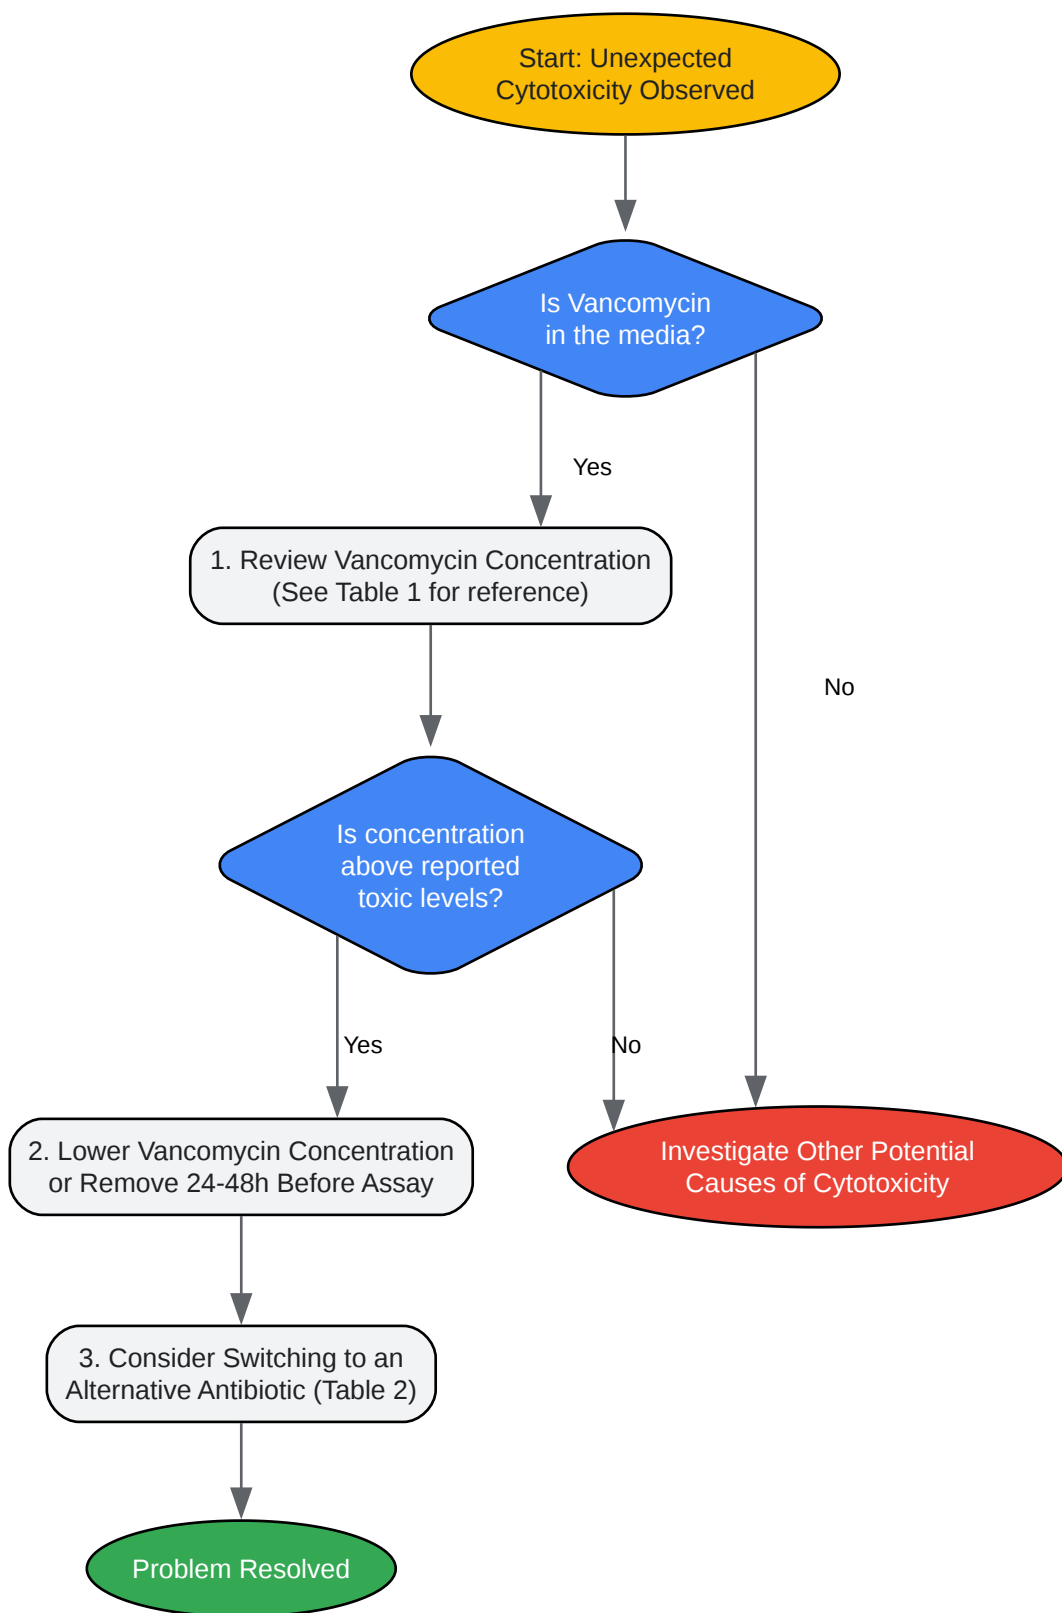 Start: Unexpected
Cytotoxicity Observed
Is Vancomycin
in the media?
Yes
1. Review Vancomycin Concentration
(See Table 1 for reference)
No
Is concentration
above reported
toxic levels?
Yes
No
2. Lower Vancomycin Concentration
or Remove 24-48h Before Assay
Investigate Other Potential
Causes of Cytotoxicity
3. Consider Switching to an
Alternative Antibiotic (Table 2)
Problem Resolved